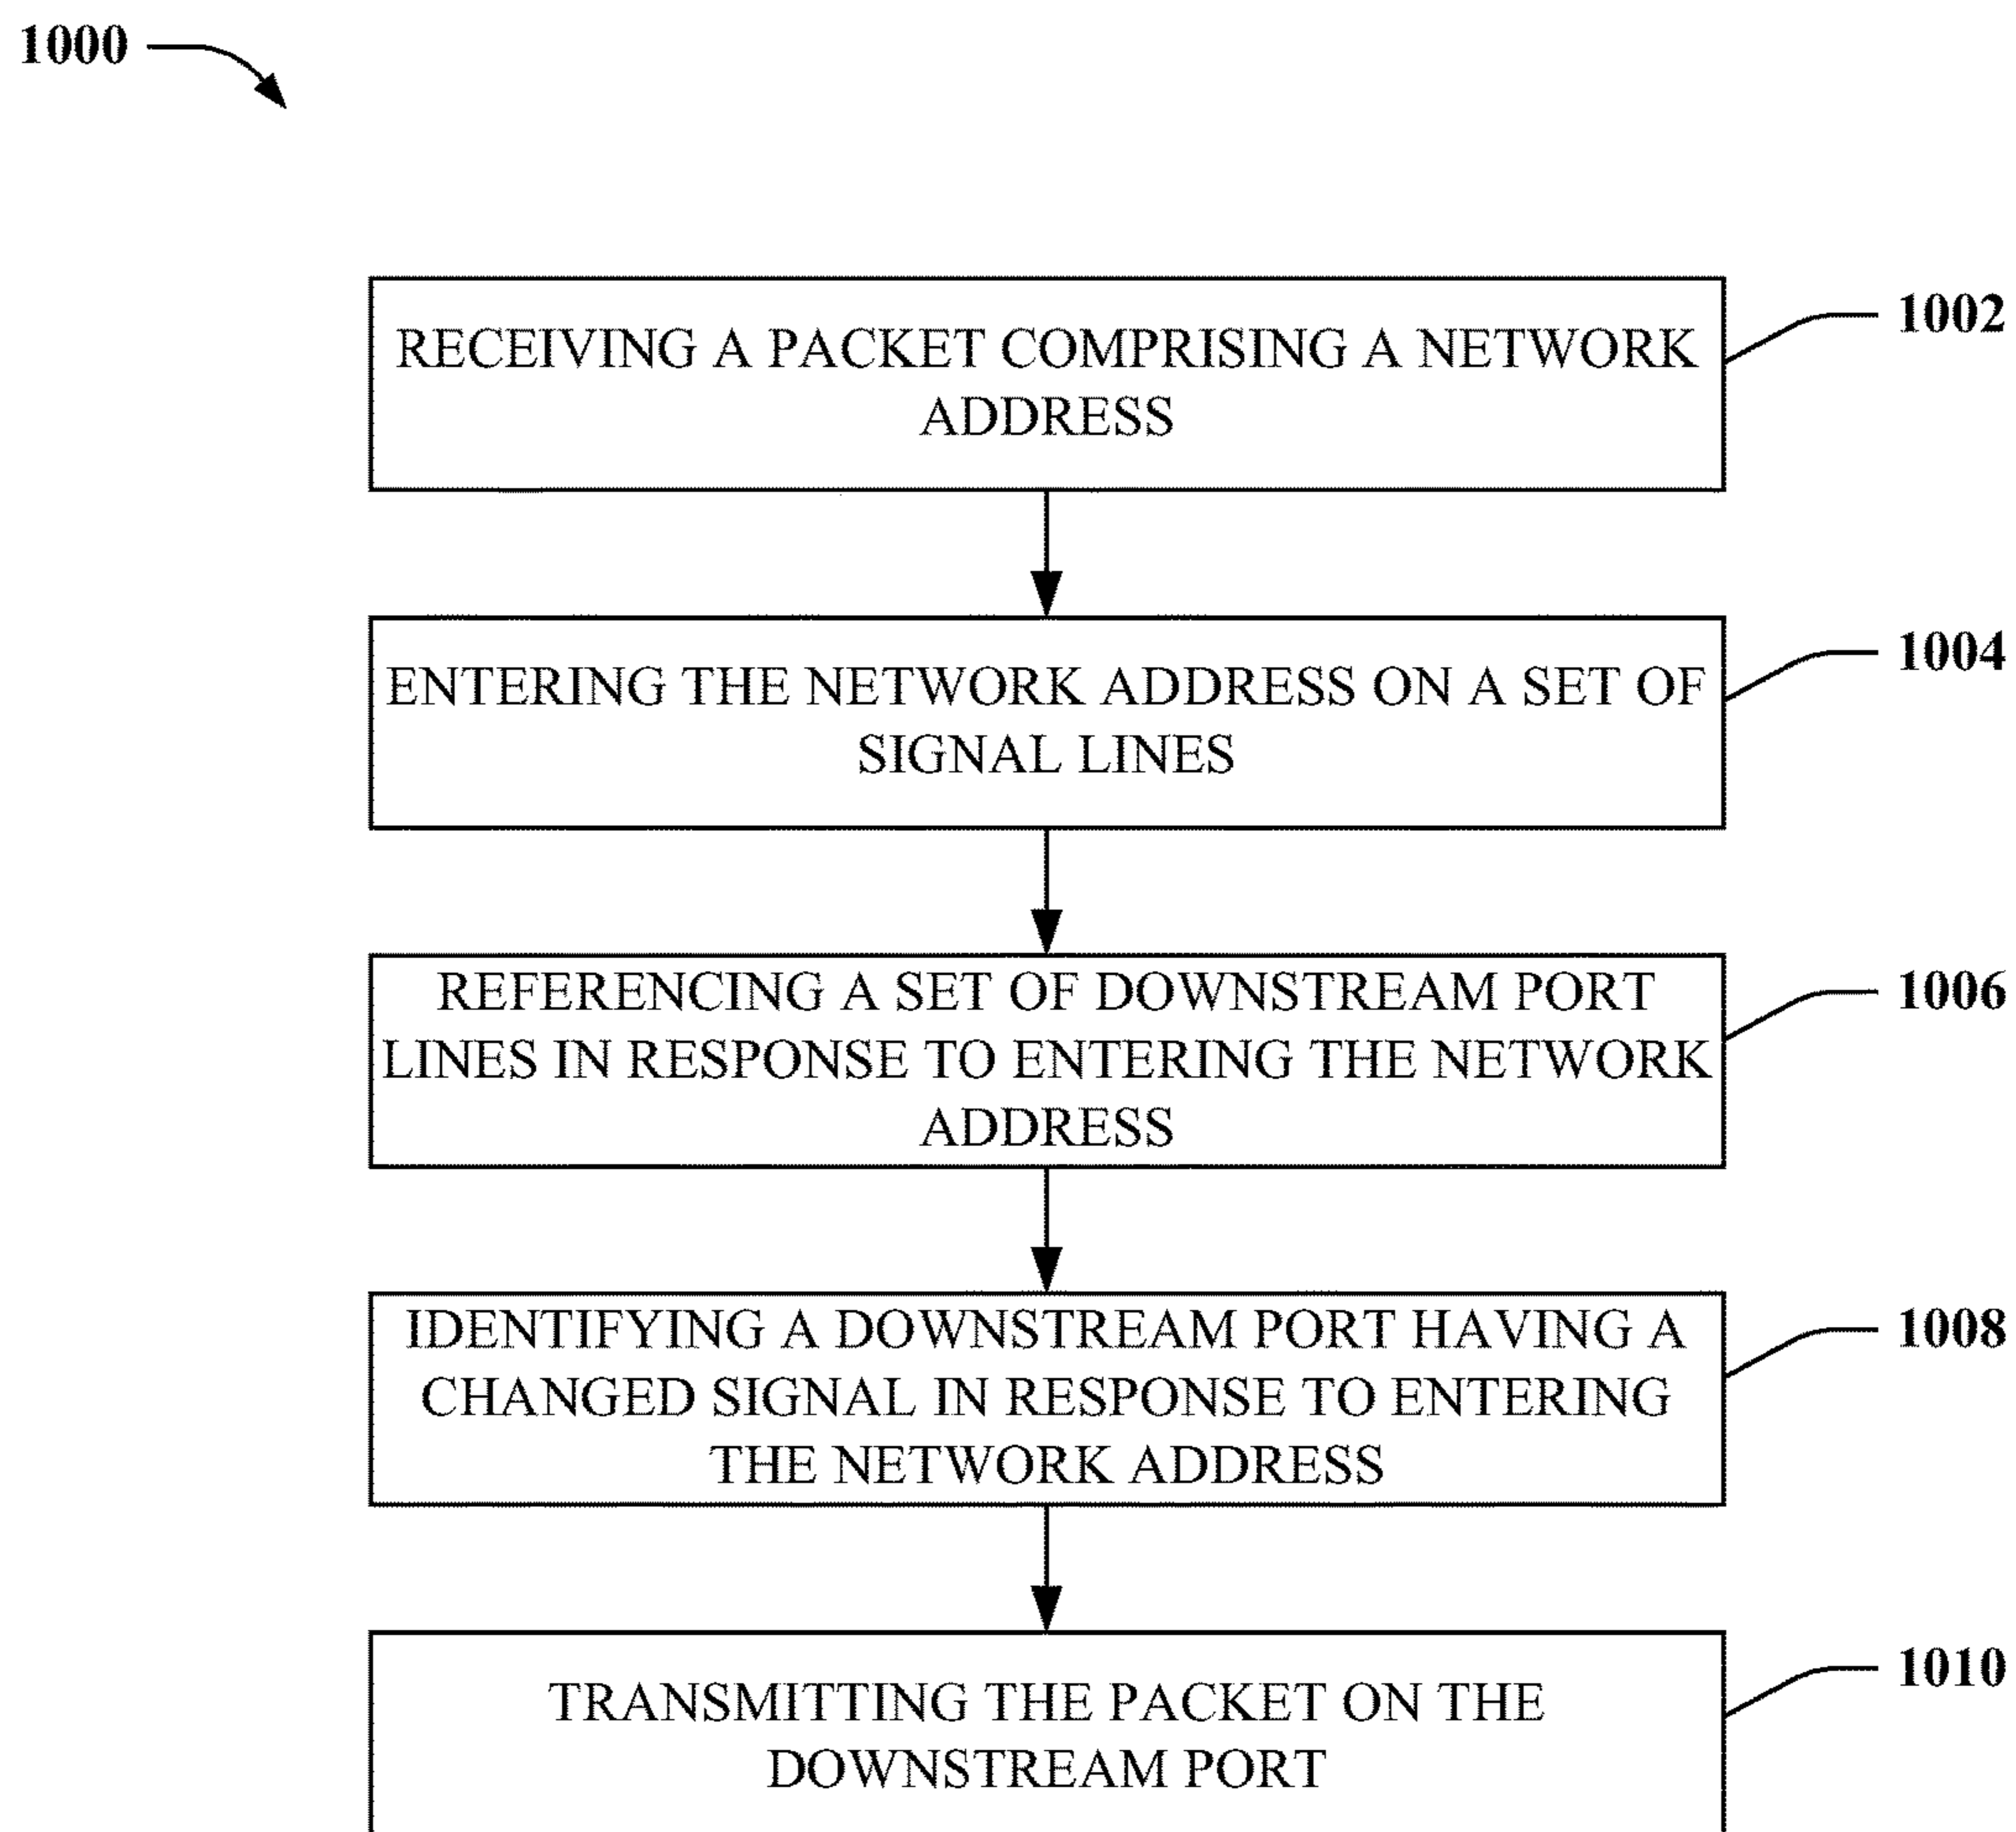 1000
RECEIVING A PACKET COMPRISING A NETWORK
ADDRESS
1002
ENTERING THE NETWORK ADDRESS ON A SET OF
SIGNAL LINES
1004
REFERENCING A SET OF DOWNSTREAM PORT
LINES IN RESPONSE TO ENTERING THE NETWORK
ADDRESS
1006
IDENTIFYING A DOWNSTREAM PORT HAVING A
CHANGED SIGNAL IN RESPONSE TO ENTERING
THE NETWORK ADDRESS
1008
TRANSMITTING THE PACKET ON THE
DOWNSTREAM PORT
1010